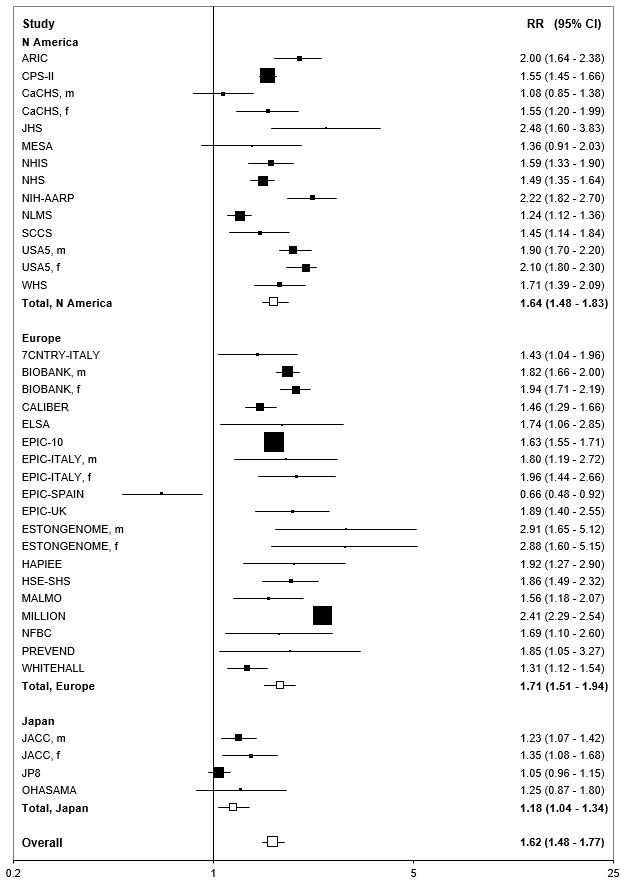 Study RR (95% CI)
N America
ARIC 2.00 (1.64 - 2.38)
CPS-II 1.55 (1.45 - 1.66)
CaCHS, m 1.08 (0.85 - 1.38)
CaCHS, f 1.55 (1.20 - 1.99)
JHS 2.48 (1.60 - 3.83)
MESA 1.36 (0.91 - 2.03)
NHIS 1.59 (1.33 - 1.90)
NHS 1.49 (1.35 - 1.64)
NIH-AARP 2.22 (1.82 - 2.70)
NLMS 1.24 (1.12 - 1.36)
SCCS 1.45 (1.14 - 1.84)
USA5, m 1.90 (1.70 - 2.20)
USA5, f 2.10 (1.80 - 2.30)
WHS 1.71 (1.39 - 2.09)
Total, N America 1.64 (1.48 - 1.83)
Europe
7CNTRY-ITALY 1.43 (1.04 - 1.96)
BIOBANK, m 1.82 (1.66 - 2.00)
BIOBANK, f 1.94 (1.71 - 2.19)
CALIBER 1.46 (1.29 - 1.66)
ELSA 1.74 (1.06 - 2.85)
EPIC-10 1.63 (1.55 - 1.71)
EPIC-ITALY, m 1.80 (1.19 - 2.72)
EPIC-ITALY, f 1.96 (1.44 - 2.66)
EPIC-SPAIN 0.66 (0.48 - 0.92)
EPIC-UK 1.89 (1.40 - 2.55)
ESTONGENOME, m 2.91 (1.65 - 5.12)
ESTONGENOME, f 2.88 (1.60 - 5.15)
HAPIEE 1.92 (1.27 - 2.90)
HSE-SHS 1.86 (1.49 - 2.32)
MALMO 1.56 (1.18 - 2.07)
MILLION 2.41 (2.29 - 2.54)
NFBC 1.69 (1.10 - 2.60)
PREVEND 1.85 (1.05 - 3.27)
WHITEHALL 1.31 (1.12 - 1.54)
Total, Europe 1.71 (1.51 - 1.94)
Japan
JACC, m 1.23 (1.07 - 1.42)
JACC, f 1.35 (1.08 - 1.68)
JP8 1.05 (0.96 - 1.15)
OHASAMA 1.25 (0.87 - 1.80)
Total, Japan 1.18 (1.04 - 1.34)
Overall 1.62 (1.48 - 1.77)
0.2 1 5 25